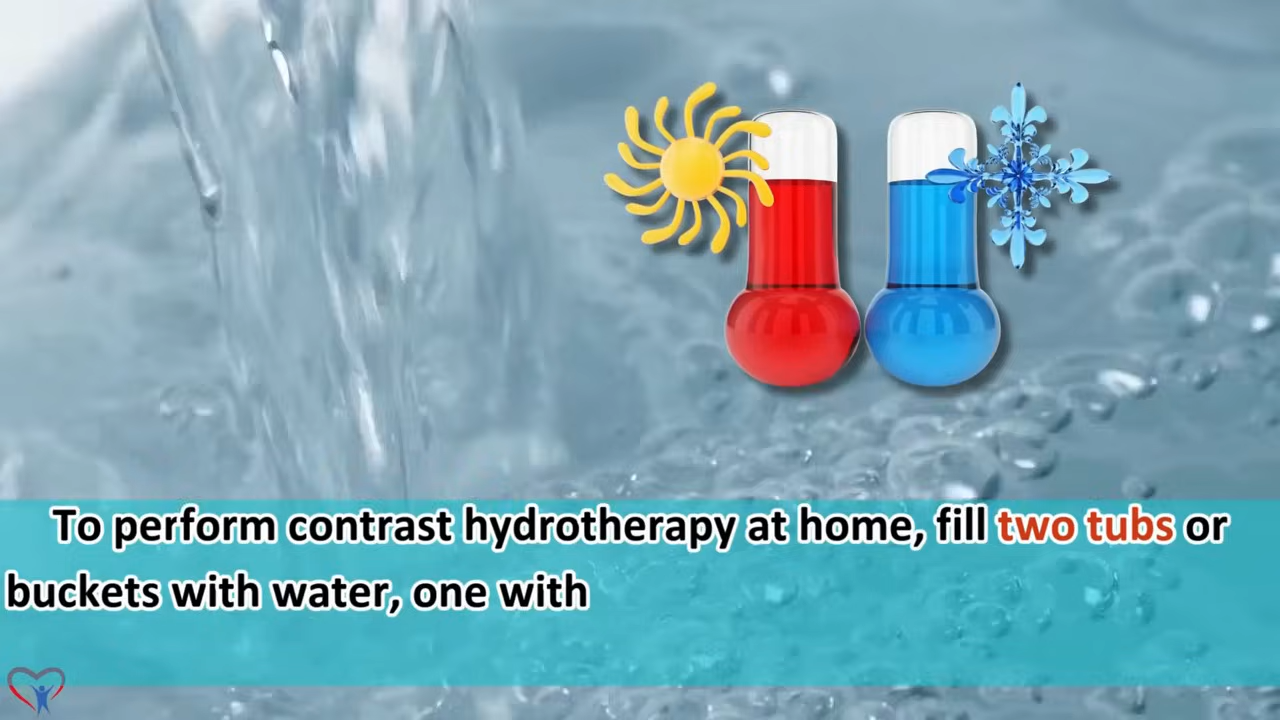 To perform contrast hydrotherapy at home, fill two tubs or
buckets with water, one with